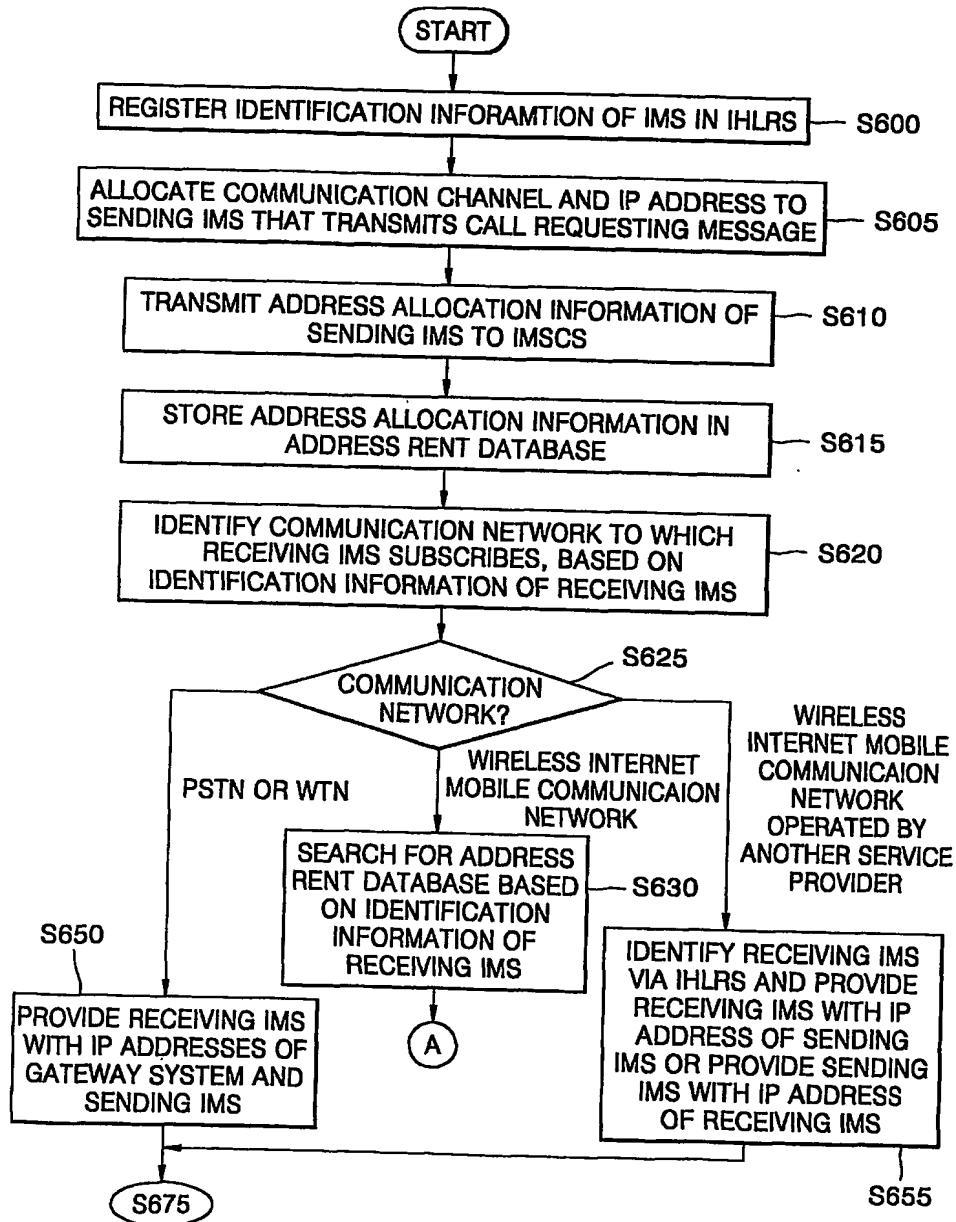 START
REGISTER IDENTIFICATION INFORAMTION OF IMS IN IHLRS
S600
ALLOCATE COMMUNICATION CHANNEL AND IP ADDRESS TO
SENDING IMS THAT TRANSMITS CALL REQUESTING MESSAGE
S605
TRANSMIT ADDRESS ALLOCATION INFORMATION OF
SENDING IMS TO IMSCS
S610
STORE ADDRESS ALLOCATION INFORMATION IN
ADDRESS RENT DATABASE
S615
IDENTIFY COMMUNICATION NETWORK TO WHICH
RECEIVING IMS SUBSCRIBES, BASED ON
IDENTIFICATION INFORMATION OF RECEIVING IMS
S620
S625
COMMUNICATION
NETWORK?
PSTN OR WTN
WIRELESS INTERNET
MOBILE COMMUNICAION
NETWORK
WIRELESS
INTERNET MOBILE
COMMUNICAION
NETWORK
OPERATED BY
ANOTHER SERVICE
PROVIDER
SEARCH FOR ADDRESS
RENT DATABASE BASED
ON IDENTIFICATION
INFORMATION OF
RECEIVING IMS
S630
A
S650
PROVIDE RECEIVING IMS
WITH IP ADDRESSES OF
GATEWAY SYSTEM AND
SENDING IMS
IDENTIFY RECEIVING IMS
VIA IHLRS AND PROVIDE
RECEIVING IMS WITH IP
ADDRESS OF SENDING
IMS OR PROVIDE SENDING
IMS WITH IP ADDRESS
OF RECEIVING IMS
S655
S675